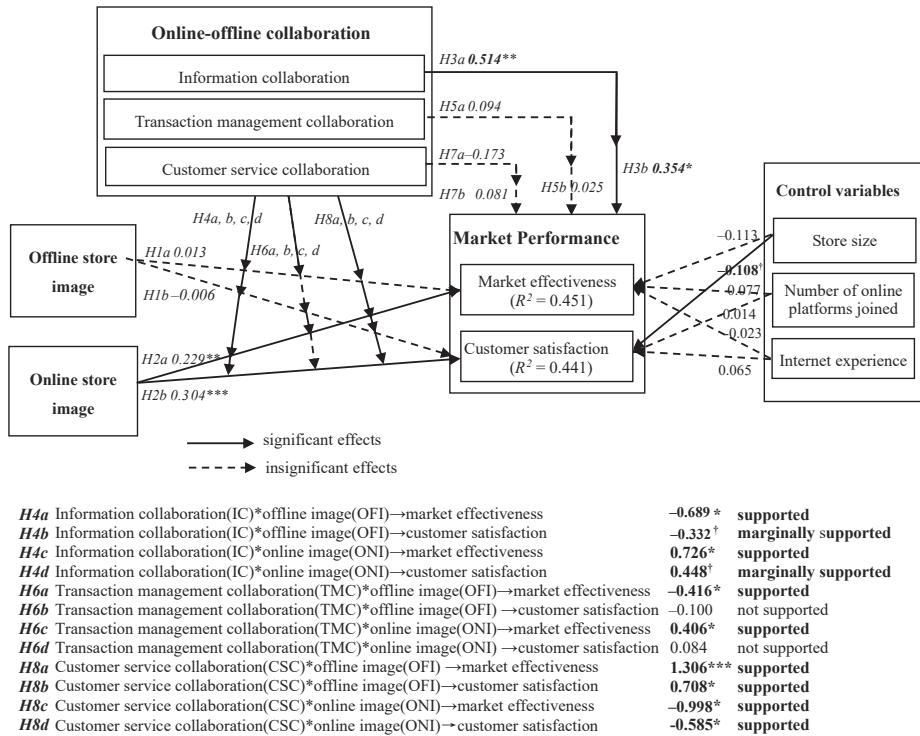 Online-offline collaboration
Information collaboration
Transaction management collaboration
Customer service collaboration
H3a 0.514**
H5a 0.094
H7a–0.173
H7b 0.081
H5b 0.025
H3b 0.354*
H4a, b, c, d
H6a, b, c, d
H8a, b, c, d
Offline store
image
H1a 0.013
H1b–0.006
Online store
image
H2a 0.229**
H2b 0.304***
Market Performance
Market effectiveness
(R² = 0.451)
Customer satisfaction
(R² = 0.441)
Control variables
Store size
Number of online
platforms joined
Internet experience
–0.113
–0.108†
0.077
0.014
–0.023
0.065
significant effects
insignificant effects
H4a Information collaboration(IC)*offline image(OFI)→market effectiveness –0.689 * supported
H4b Information collaboration(IC)*offline image(OFI)→customer satisfaction –0.332 † marginally supported
H4c Information collaboration(IC)*online image(ONI)→market effectiveness 0.726* supported
H4d Information collaboration(IC)*online image(ONI)→customer satisfaction 0.448† marginally supported
H6a Transaction management collaboration(TMC)*offline image(OFI)→market effectiveness –0.416* supported
H6b Transaction management collaboration(TMC)*offline image(OFI)→customer satisfaction –0.100 not supported
H6c Transaction management collaboration(TMC)*online image(ONI)→market effectiveness 0.406* supported
H6d Transaction management collaboration(TMC)*online image(ONI)→customer satisfaction 0.084 not supported
H8a Customer service collaboration(CSC)*offline image(OFI) →market effectiveness 1.306*** supported
H8b Customer service collaboration(CSC)*offline image(OFI)→customer satisfaction 0.708* supported
H8c Customer service collaboration(CSC)*online image(ONI)→market effectiveness –0.998* supported
H8d Customer service collaboration(CSC)*online image(ONI)→customer satisfaction -0.585* supported